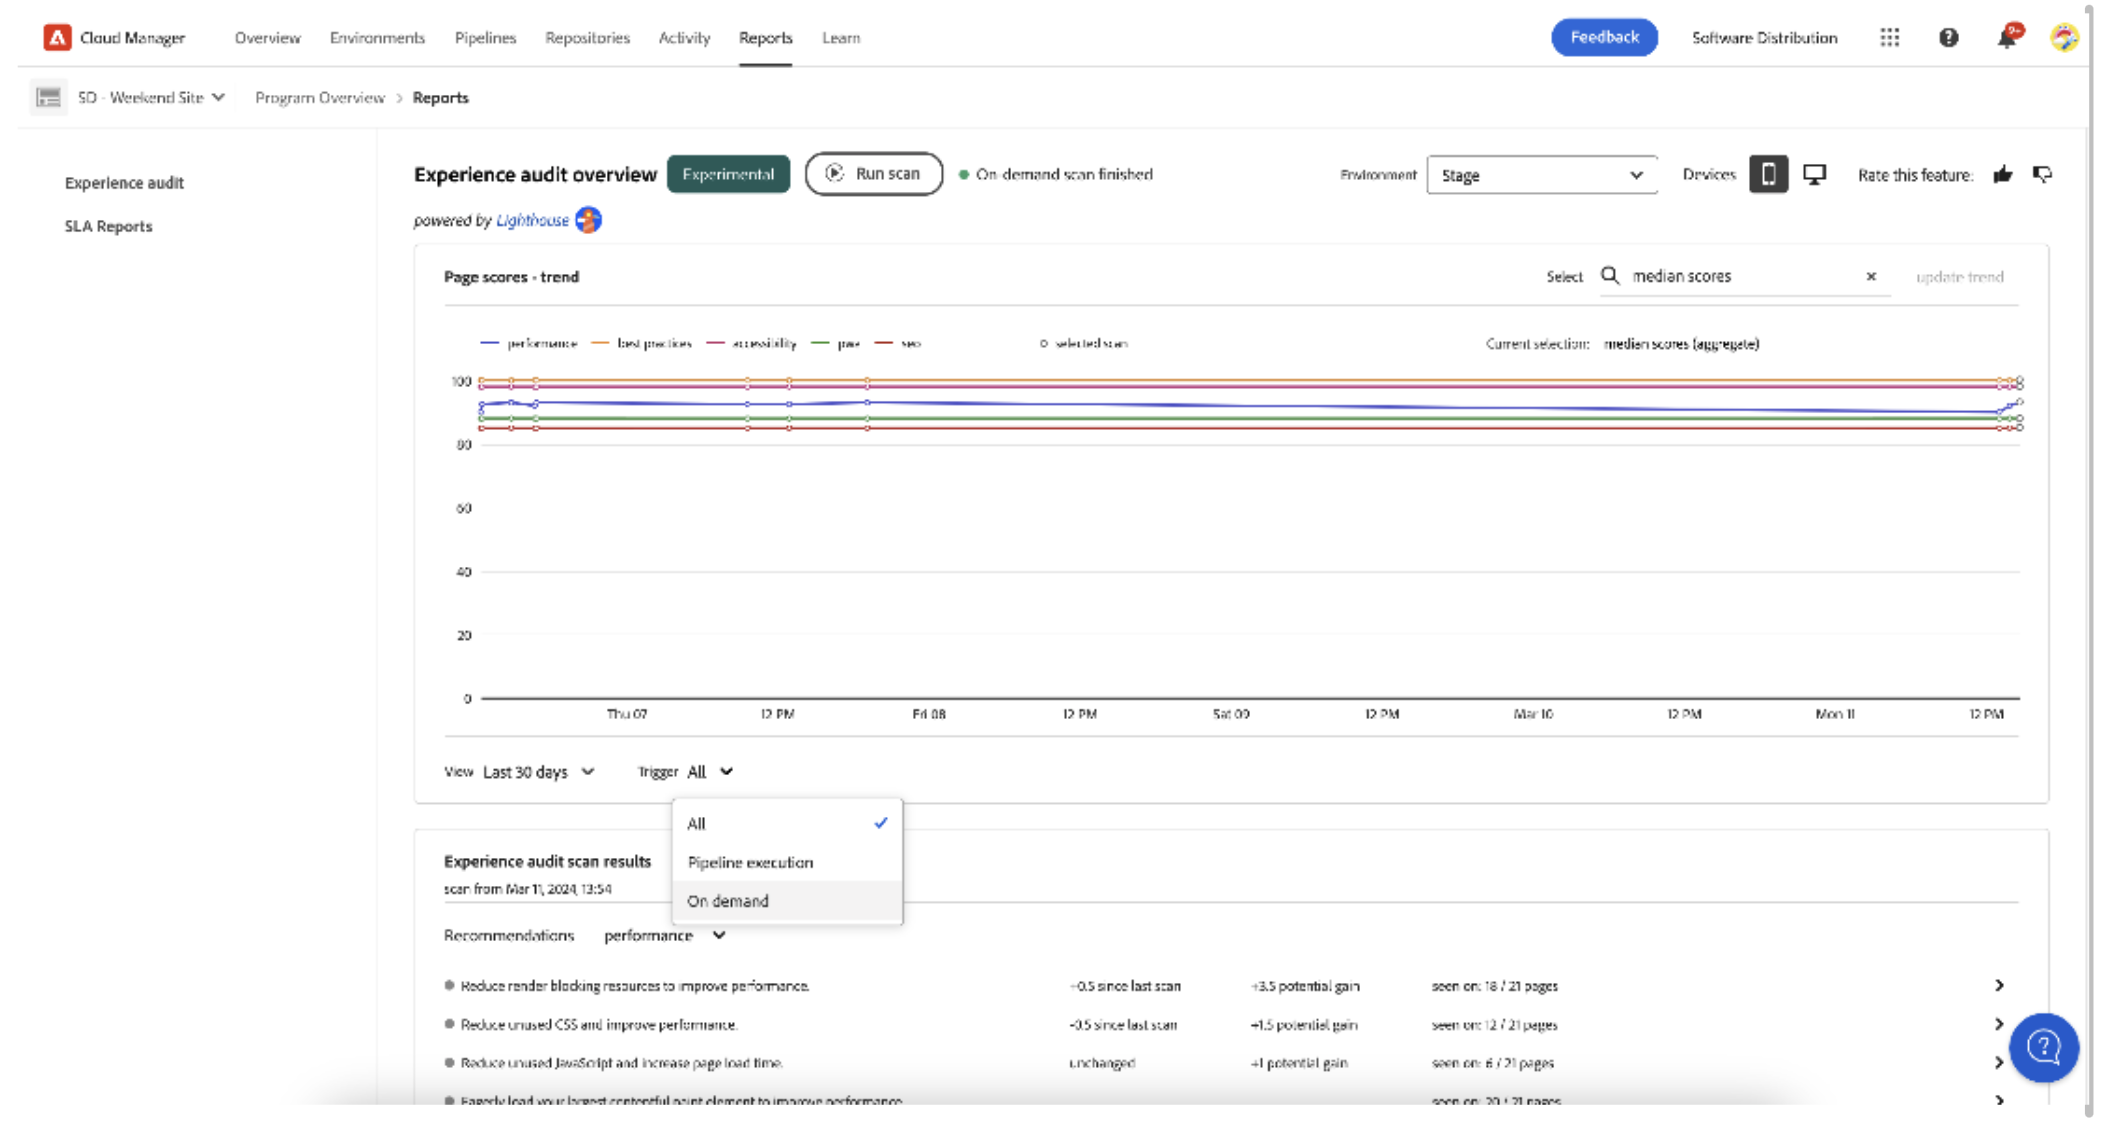 Cloud Manager Overview Environments Pipelines Repositories Activity Reports Learn Feedback Software Distribution 9+
SD - Weekend Site Program Overview > Reports
Experience audit
SLA Reports
Experience audit overview Experimental Run scan On-demand scan finished Environment Stage Devices Rate this feature:
powered by Lighthouse
Page scores - trend Select median scores × update trend
performance best practices accessibility pwa seo selected scan Current selection: median scores (aggregate)
100
80
60
40
20
0
Thu 07 12 PM Fri 08 12 PM Sat 09 12 PM Mar 10 12 PM Mon 11 12 PM
View Last 30 days Trigger All
All
Pipeline execution
On demand
Experience audit scan results
scan from Mar 11, 2024, 13:54
Recommendations performance
Reduce render blocking resources to improve performance. since last scan +3.5 potential gain seen on: 18 / 21 pages
Reduce unused CSS and improve performance. -0.5 since last scan +1.5 potential gain seen on: 12 / 21 pages
Reduce unused JavaScript and increase page load time. unchanged +1 potential gain seen on: 6 / 21 pages
Eagerly load your largest contentful paint element to improve performance. seen on: 20 / 21 pages